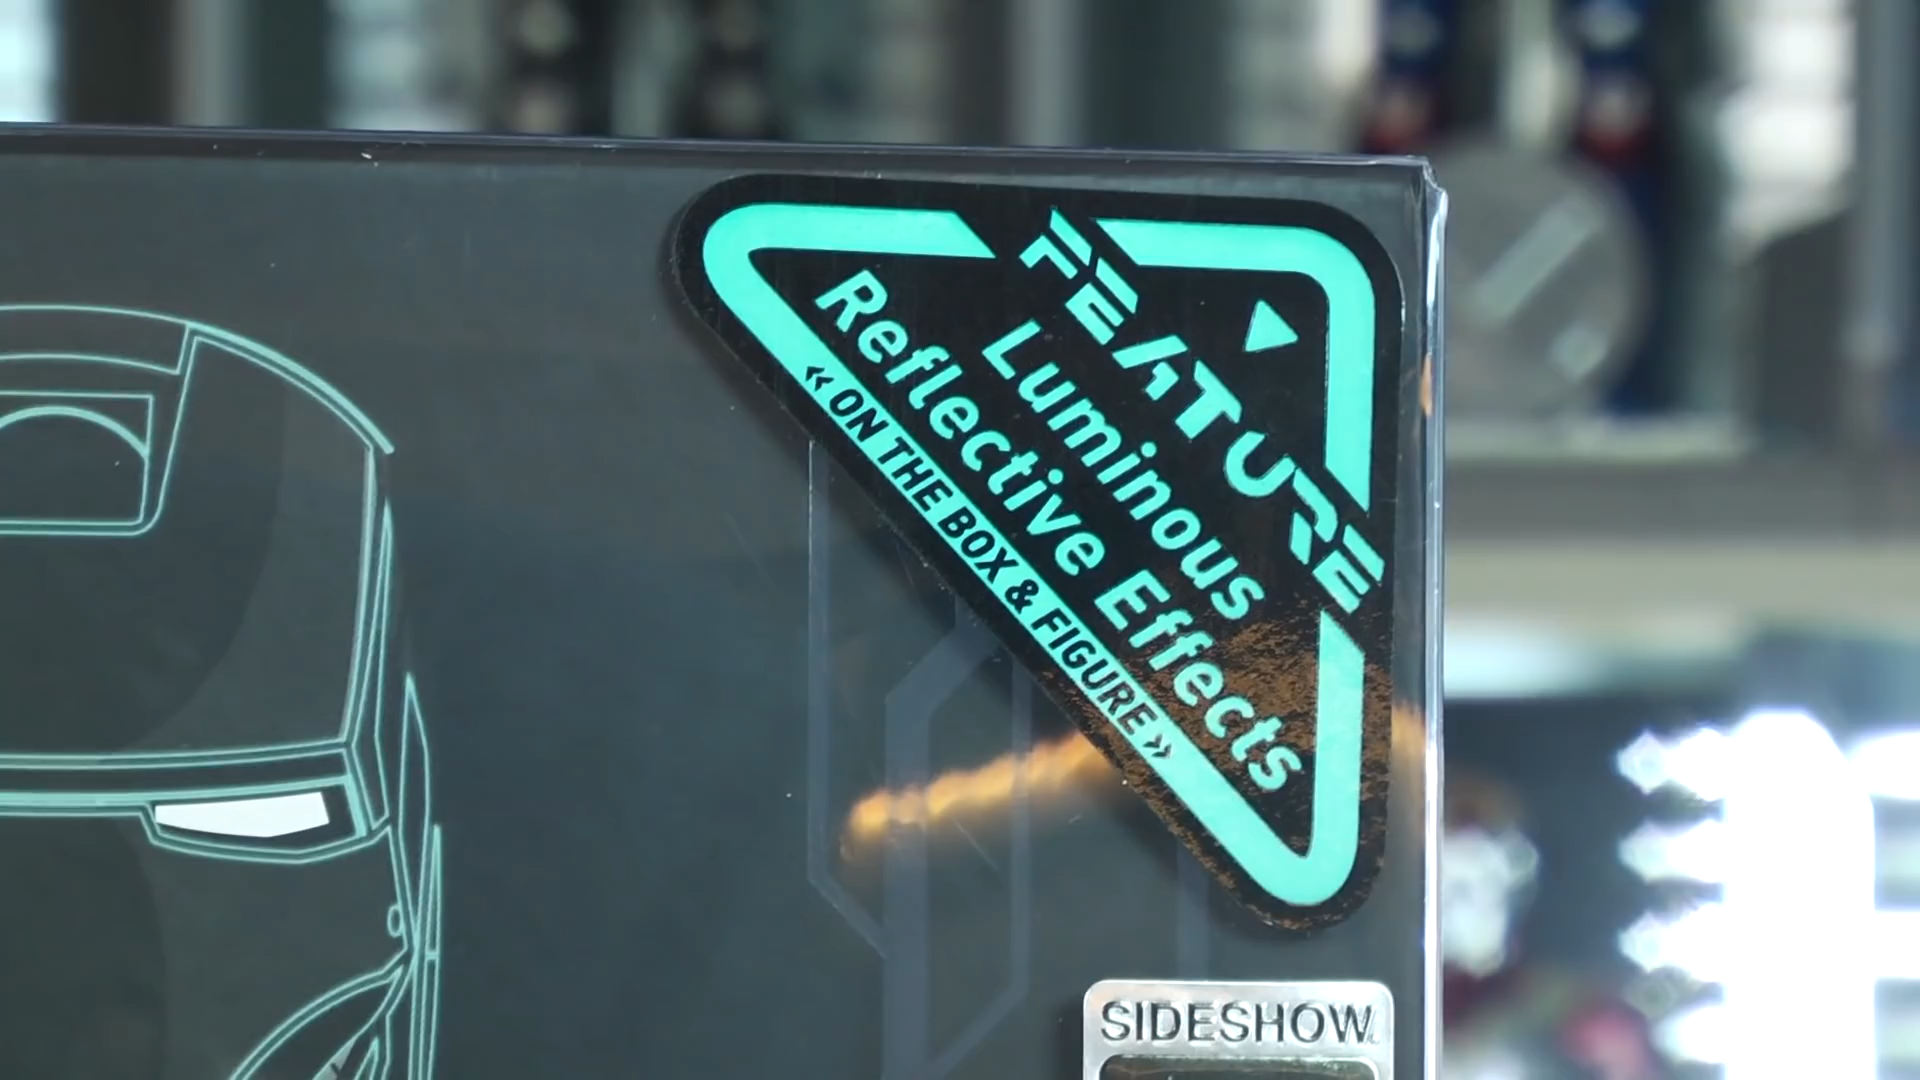 FEATURE
Luminous
Reflective Effects
«ON THE BOX & FIGURE»
SIDESHOW